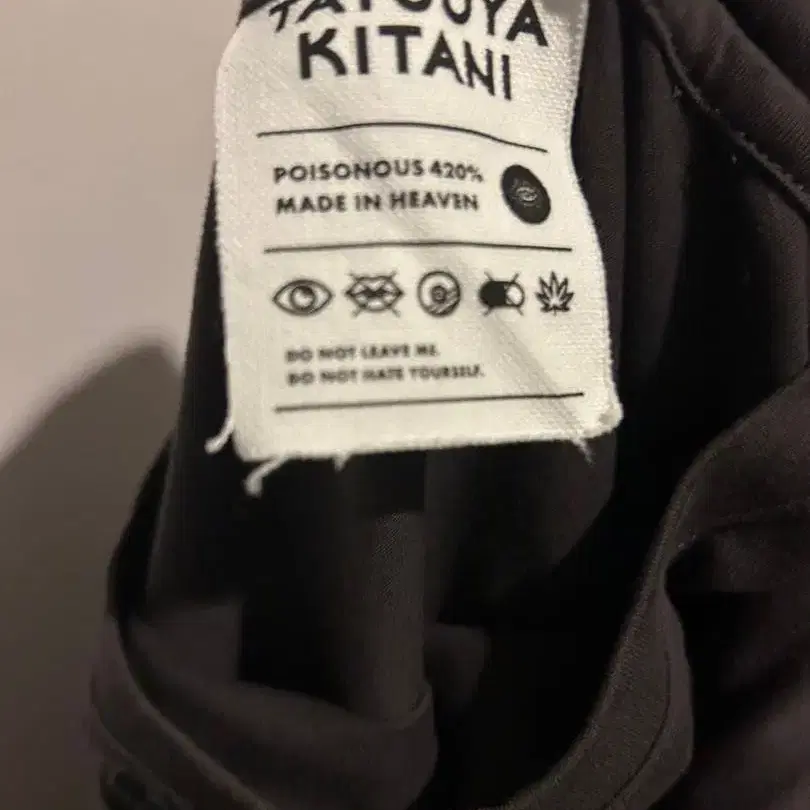 TATSUYA
KITANI
POISONOUS 420%
MADE IN HEAVEN
DO NOT LEAVE ME.
DO NOT HATE YOURSELF.